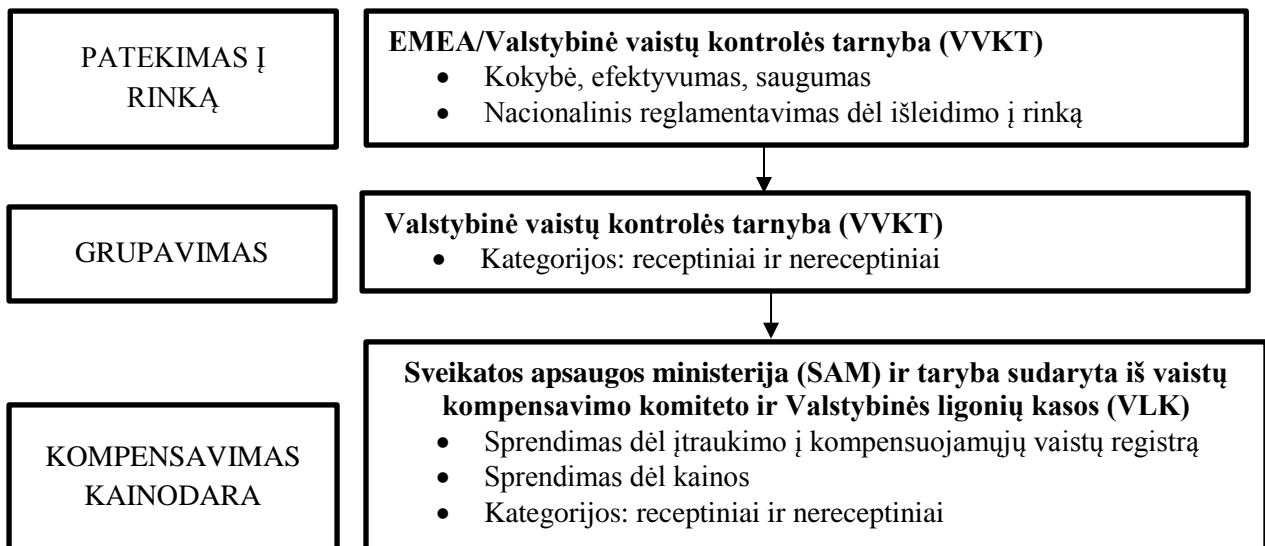 PATEKIMAS Į
RINKĄ
EMEA/Valstybinė vaistų kontrolės tarnyba (VVKT)
• Kokybė, efektyvumas, saugumas
• Nacionalinis reglamentavimas dėl išleidimo į rinką
GRUPAVIMAS
Valstybinė vaistų kontrolės tarnyba (VVKT)
• Kategorijos: receptiniai ir nereceptiniai
KOMPENSAVIMAS
KAINODARA
Sveikatos apsaugos ministerija (SAM) ir taryba sudaryta iš vaistų
kompensavimo komiteto ir Valstybinės ligonių kasos (VLK)
• Sprendimas dėl įtraukimo į kompensuojamųjų vaistų registrą
• Sprendimas dėl kainos
• Kategorijos: receptiniai ir nereceptiniai